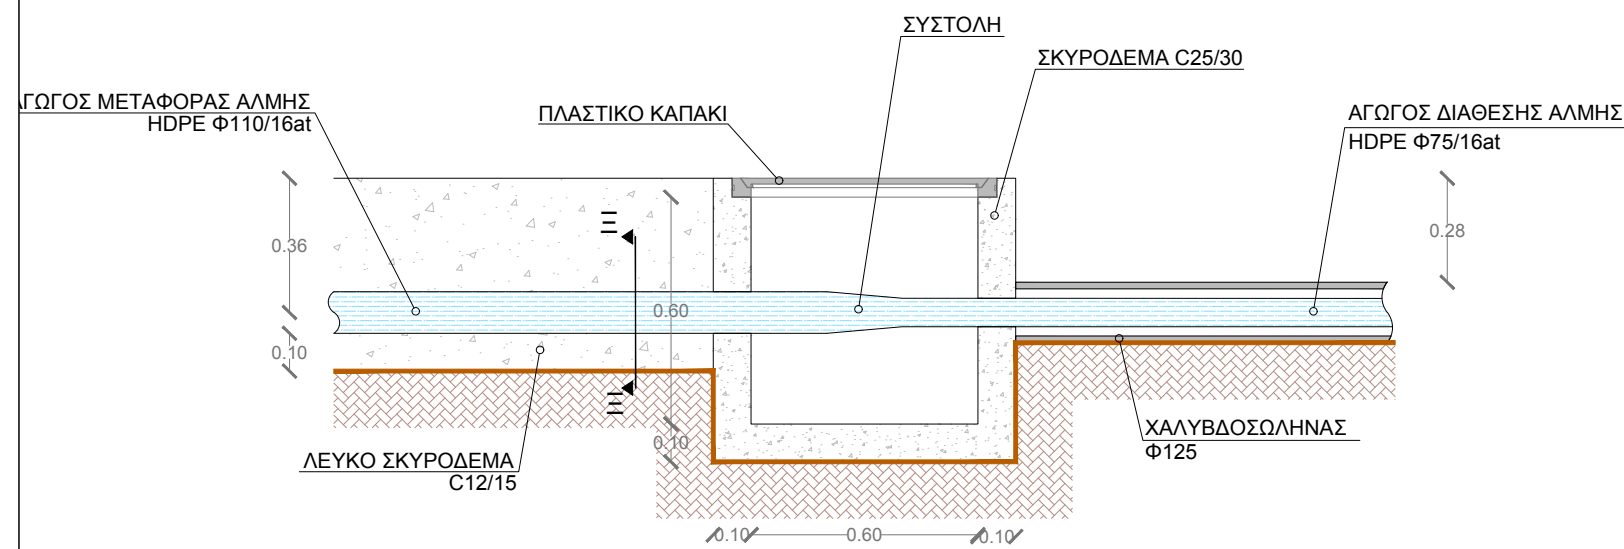 ΣΥΣΤΟΛΗ
ΣΚΥΡΟΔΕΜΑ C25/30
ΓΩΓΟΣ ΜΕΤΑΦΟΡΑΣ ΑΛΜΗΣ
HDPE Φ110/16at
ΠΛΑΣΤΙΚΟ ΚΑΠΑΚΙ
ΑΓΩΓΟΣ ΔΙΑΘΕΣΗΣ ΑΛΜΗΣ
HDPE Φ75/16at
Ξ
0.36
0.28
0.60
0.10
Ξ
0.10
ΛΕΥΚΟ ΣΚΥΡΟΔΕΜΑ
C12/15
ΧΑΛΥΒΔΟΣΩΛΗΝΑΣ
Φ125
0.10
0.60
0.10